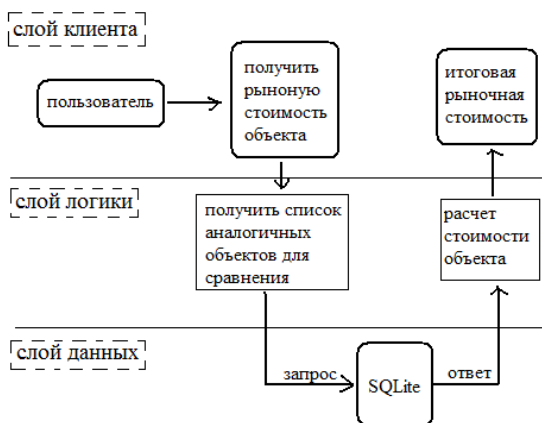 слой клиента
пользователь
получить
рыноную
стоимость
объекта
итоговая
рыночная
стоимость
слой логики
получить список
аналогичных
объектов для
сравнения
расчет
стоимости
объекта
слой данных
запрос
SQLite
ответ